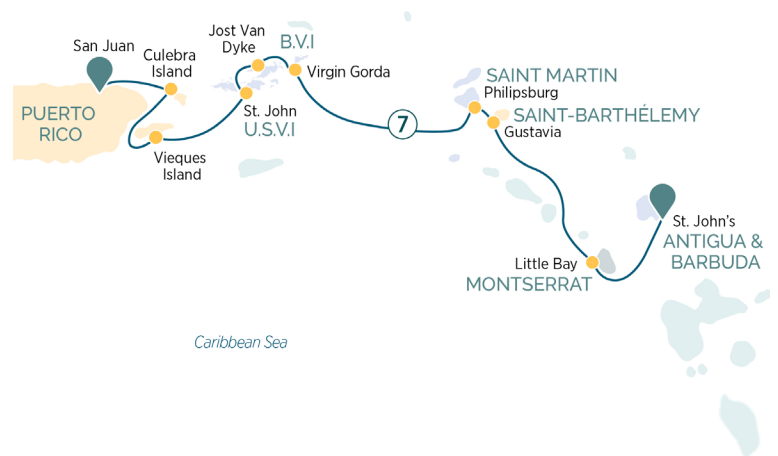 San Juan
Culebra
Island
Jost Van
Dyke
B.V.I
Virgin Gorda
PUERTO
RICO
Vieques
Island
St. John
U.S.V.I
7
SAINT MARTIN
Philipsburg
SAINT-BARTHÉLEMY
Gustavia
St. John's
ANTIGUA &
BARBUDA
Little Bay
MONTSERRAT
Caribbean Sea